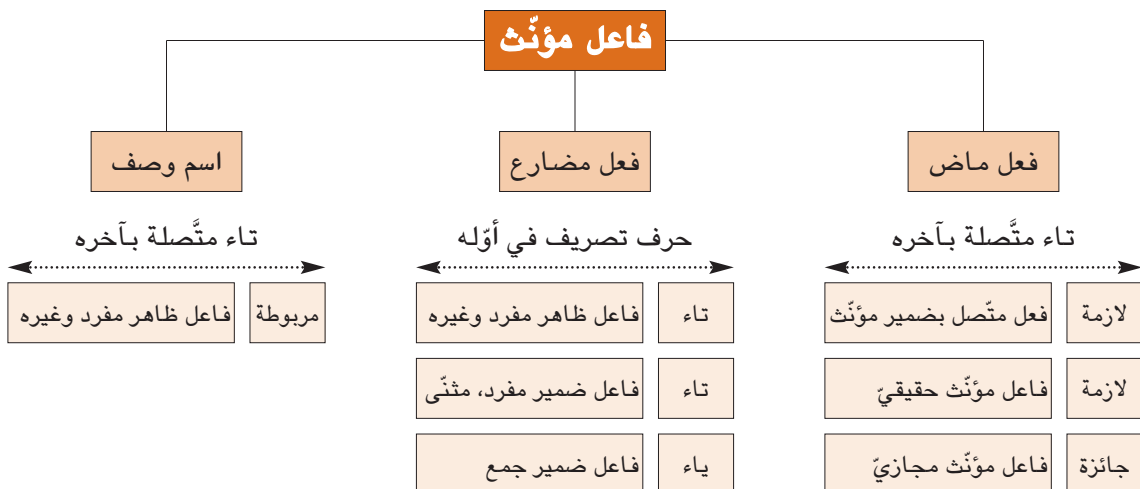 فاعل مؤنّث
فعل ماض
فعل مضارع
اسم وصف
تاء متَّصلة بآخره
حرف تصريف في أوّله
تاء متَّصلة بآخره
لازمة
فعل متّصل بضمير مؤنّث
تاء
فاعل ظاهر مفرد وغيره
مربوطة
فاعل ظاهر مفرد وغيره
لازمة
فاعل مؤنّث حقيقيّ
تاء
فاعل ضمير مفرد، مثنّى
جائزة
فاعل مؤنّث مجازيّ
ياء
فاعل ضمير جمع